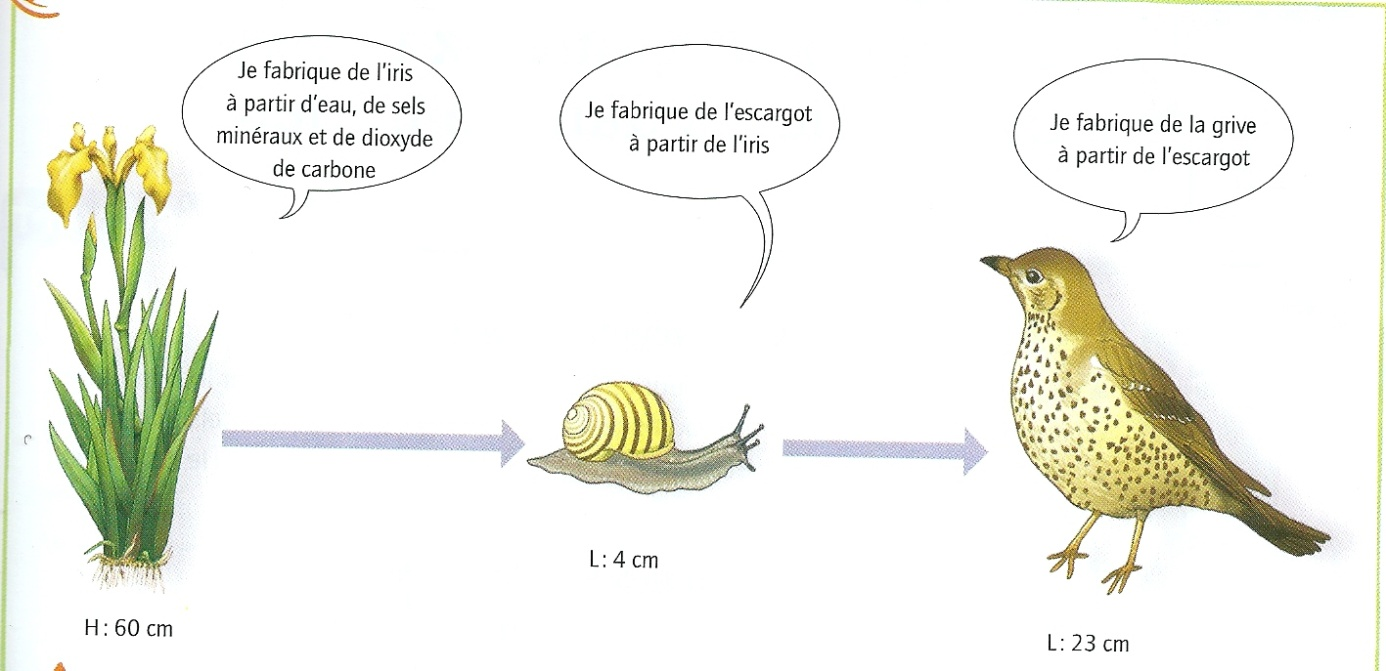 Je fabrique de l'iris
à partir d'eau, de sels
minéraux et de dioxyde
de carbone
Je fabrique de l'escargot
à partir de l'iris
Je fabrique de la grive
à partir de l'escargot
H : 60 cm
L : 4 cm
L : 23 cm